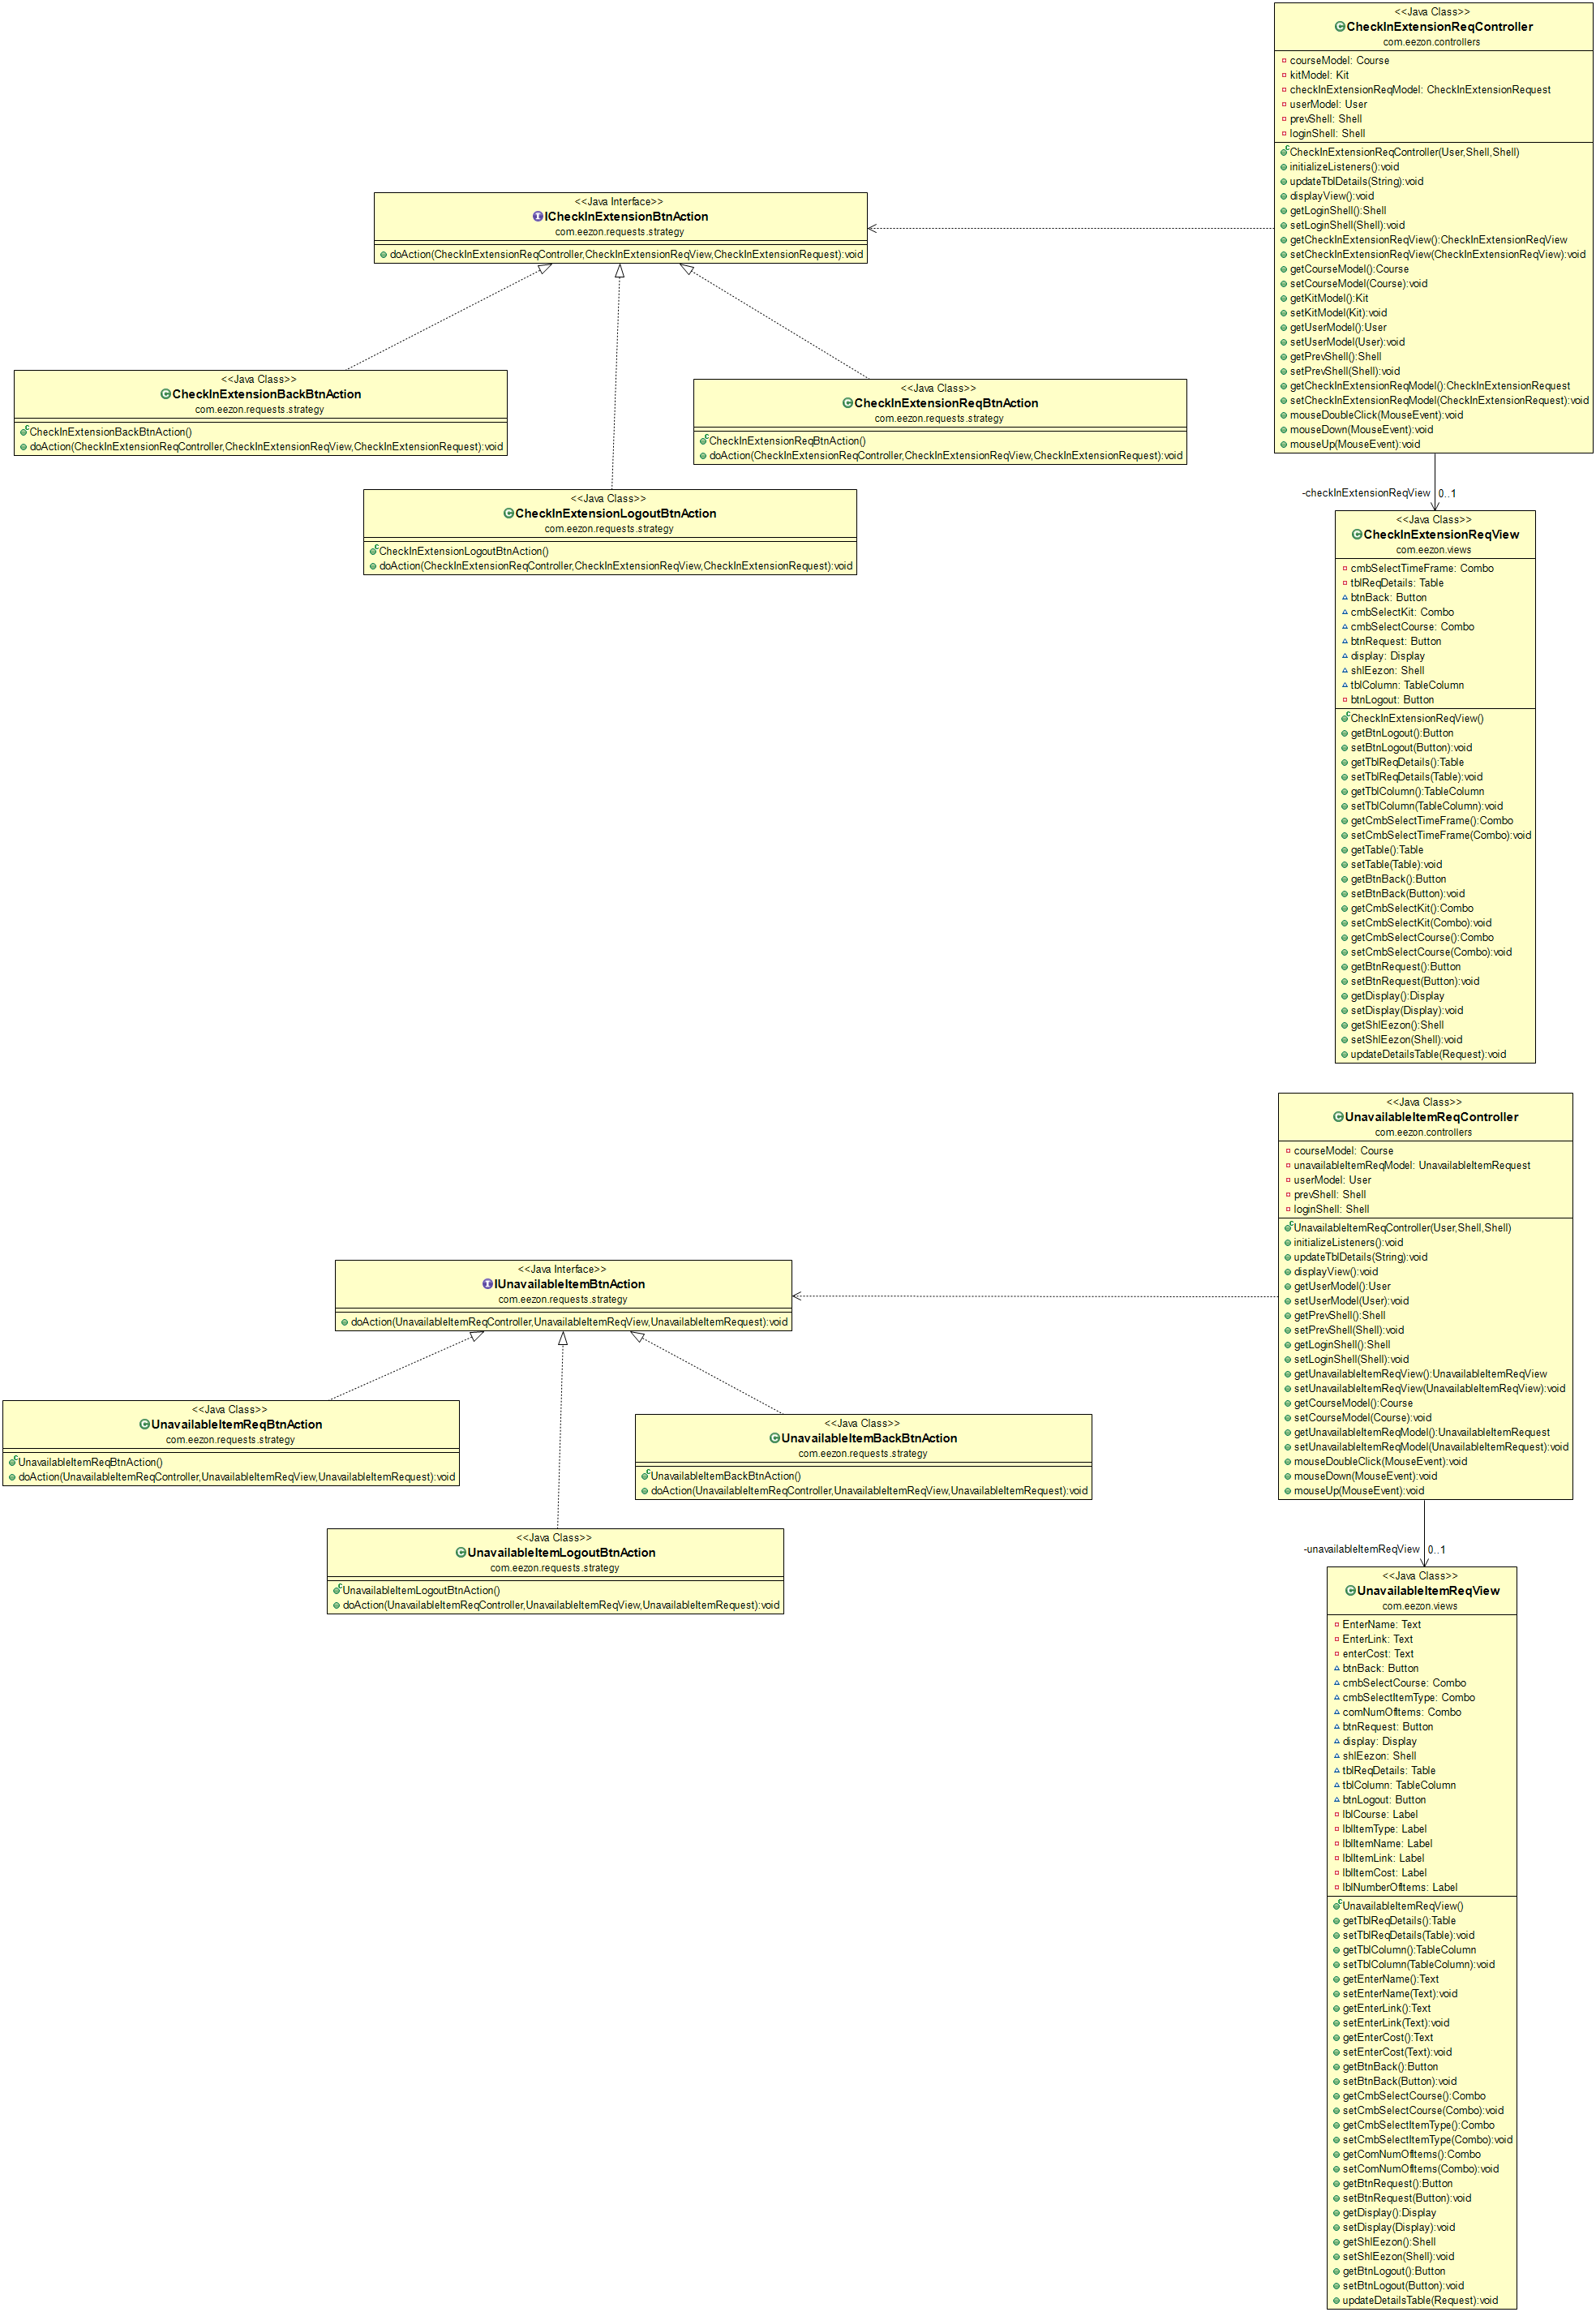 <<Java Class>>
CheckInExtensionReqController
com.eezon.controllers
courseModel: Course
kitModel: Kit
checkInExtensionReqModel: CheckInExtensionRequest
userModel: User
prevShell: Shell
loginShell: Shell
CheckInExtensionReqController(User,Shell,Shell)
initializeListeners():void
updateTblDetails(String):void
displayView():void
getLoginShell():Shell
setLoginShell(Shell):void
getCheckInExtensionReqView():CheckInExtensionReqView
setCheckInExtensionReqView(CheckInExtensionReqView):void
getCourseModel():Course
setCourseModel(Course):void
getKitModel():Kit
setKitModel(Kit):void
getUserModel():User
setUserModel(User):void
getPrevShell():Shell
setPrevShell(Shell):void
getCheckInExtensionReqModel():CheckInExtensionRequest
setCheckInExtensionReqModel(CheckInExtensionRequest):void
mouseDoubleClick(MouseEvent):void
mouseDown(MouseEvent):void
mouseUp(MouseEvent):void
<<Java Interface>>
ICheckInExtensionBtnAction
com.eezon.requests.strategy
doAction(CheckInExtensionReqController,CheckInExtensionReqView,CheckInExtensionRequest):void
<<Java Class>>
CheckInExtensionBackBtnAction
com.eezon.requests.strategy
CheckInExtensionBackBtnAction()
doAction(CheckInExtensionReqController,CheckInExtensionReqView,CheckInExtensionRequest):void
<<Java Class>>
CheckInExtensionReqBtnAction
com.eezon.requests.strategy
CheckInExtensionReqBtnAction()
doAction(CheckInExtensionReqController,CheckInExtensionReqView,CheckInExtensionRequest):void
<<Java Class>>
CheckInExtensionLogoutBtnAction
com.eezon.requests.strategy
CheckInExtensionLogoutBtnAction()
doAction(CheckInExtensionReqController,CheckInExtensionReqView,CheckInExtensionRequest):void
-checkInExtensionReqView 0..1
<<Java Class>>
CheckInExtensionReqView
com.eezon.views
cmbSelectTimeFrame: Combo
tblReqDetails: Table
btnBack: Button
cmbSelectKit: Combo
cmbSelectCourse: Combo
btnRequest: Button
display: Display
shlEezon: Shell
tblColumn: TableColumn
btnLogout: Button
CheckInExtensionReqView()
getBtnLogout():Button
setBtnLogout(Button):void
getTblReqDetails():Table
setTblReqDetails(Table):void
getTblColumn():TableColumn
setTblColumn(TableColumn):void
getCmbSelectTimeFrame():Combo
setCmbSelectTimeFrame(Combo):void
getTable():Table
setTable(Table):void
getBtnBack():Button
setBtnBack(Button):void
getCmbSelectKit():Combo
setCmbSelectKit(Combo):void
getCmbSelectCourse():Combo
setCmbSelectCourse(Combo):void
getBtnRequest():Button
setBtnRequest(Button):void
getDisplay():Display
setDisplay(Display):void
getShlEezon():Shell
setShlEezon(Shell):void
updateDetailsTable(Request):void
<<Java Class>>
UnavailableItemReqController
com.eezon.controllers
courseModel: Course
unavailableItemReqModel: UnavailableItemRequest
userModel: User
prevShell: Shell
loginShell: Shell
UnavailableItemReqController(User,Shell,Shell)
initializeListeners():void
updateTblDetails(String):void
displayView():void
getUserModel():User
setUserModel(User):void
getPrevShell():Shell
setPrevShell(Shell):void
getLoginShell():Shell
setLoginShell(Shell):void
getUnavailableItemReqView():UnavailableItemReqView
setUnavailableItemReqView(UnavailableItemReqView):void
getCourseModel():Course
setCourseModel(Course):void
getUnavailableItemReqModel():UnavailableItemRequest
setUnavailableItemReqModel(UnavailableItemRequest):void
mouseDoubleClick(MouseEvent):void
mouseDown(MouseEvent):void
mouseUp(MouseEvent):void
<<Java Interface>>
IUnavailableItemBtnAction
com.eezon.requests.strategy
doAction(UnavailableItemReqController,UnavailableItemReqView,UnavailableItemRequest):void
<<Java Class>>
UnavailableItemReqBtnAction
com.eezon.requests.strategy
UnavailableItemReqBtnAction()
doAction(UnavailableItemReqController,UnavailableItemReqView,UnavailableItemRequest):void
<<Java Class>>
UnavailableItemBackBtnAction
com.eezon.requests.strategy
UnavailableItemBackBtnAction()
doAction(UnavailableItemReqController,UnavailableItemReqView,UnavailableItemRequest):void
<<Java Class>>
UnavailableItemLogoutBtnAction
com.eezon.requests.strategy
UnavailableItemLogoutBtnAction()
doAction(UnavailableItemReqController,UnavailableItemReqView,UnavailableItemRequest):void
-unavailableItemReqView 0..1
<<Java Class>>
UnavailableItemReqView
com.eezon.views
EnterName: Text
EnterLink: Text
enterCost: Text
btnBack: Button
cmbSelectCourse: Combo
cmbSelectItemType: Combo
comNumOfItems: Combo
btnRequest: Button
display: Display
shlEezon: Shell
tblReqDetails: Table
tblColumn: TableColumn
btnLogout: Button
lblCourse: Label
lblItemType: Label
lblItemName: Label
lblItemLink: Label
lblItemCost: Label
lblNumberOfItems: Label
UnavailableItemReqView()
getTblReqDetails():Table
setTblReqDetails(Table):void
getTblColumn():TableColumn
setTblColumn(TableColumn):void
getEnterName():Text
setEnterName(Text):void
getEnterLink():Text
setEnterLink(Text):void
getEnterCost():Text
setEnterCost(Text):void
getBtnBack():Button
setBtnBack(Button):void
getCmbSelectCourse():Combo
setCmbSelectCourse(Combo):void
getCmbSelectItemType():Combo
setCmbSelectItemType(Combo):void
getComNumOfItems():Combo
setComNumOfItems(Combo):void
getBtnRequest():Button
setBtnRequest(Button):void
getDisplay():Display
setDisplay(Display):void
getShlEezon():Shell
setShlEezon(Shell):void
getBtnLogout():Button
setBtnLogout(Button):void
updateDetailsTable(Request):void